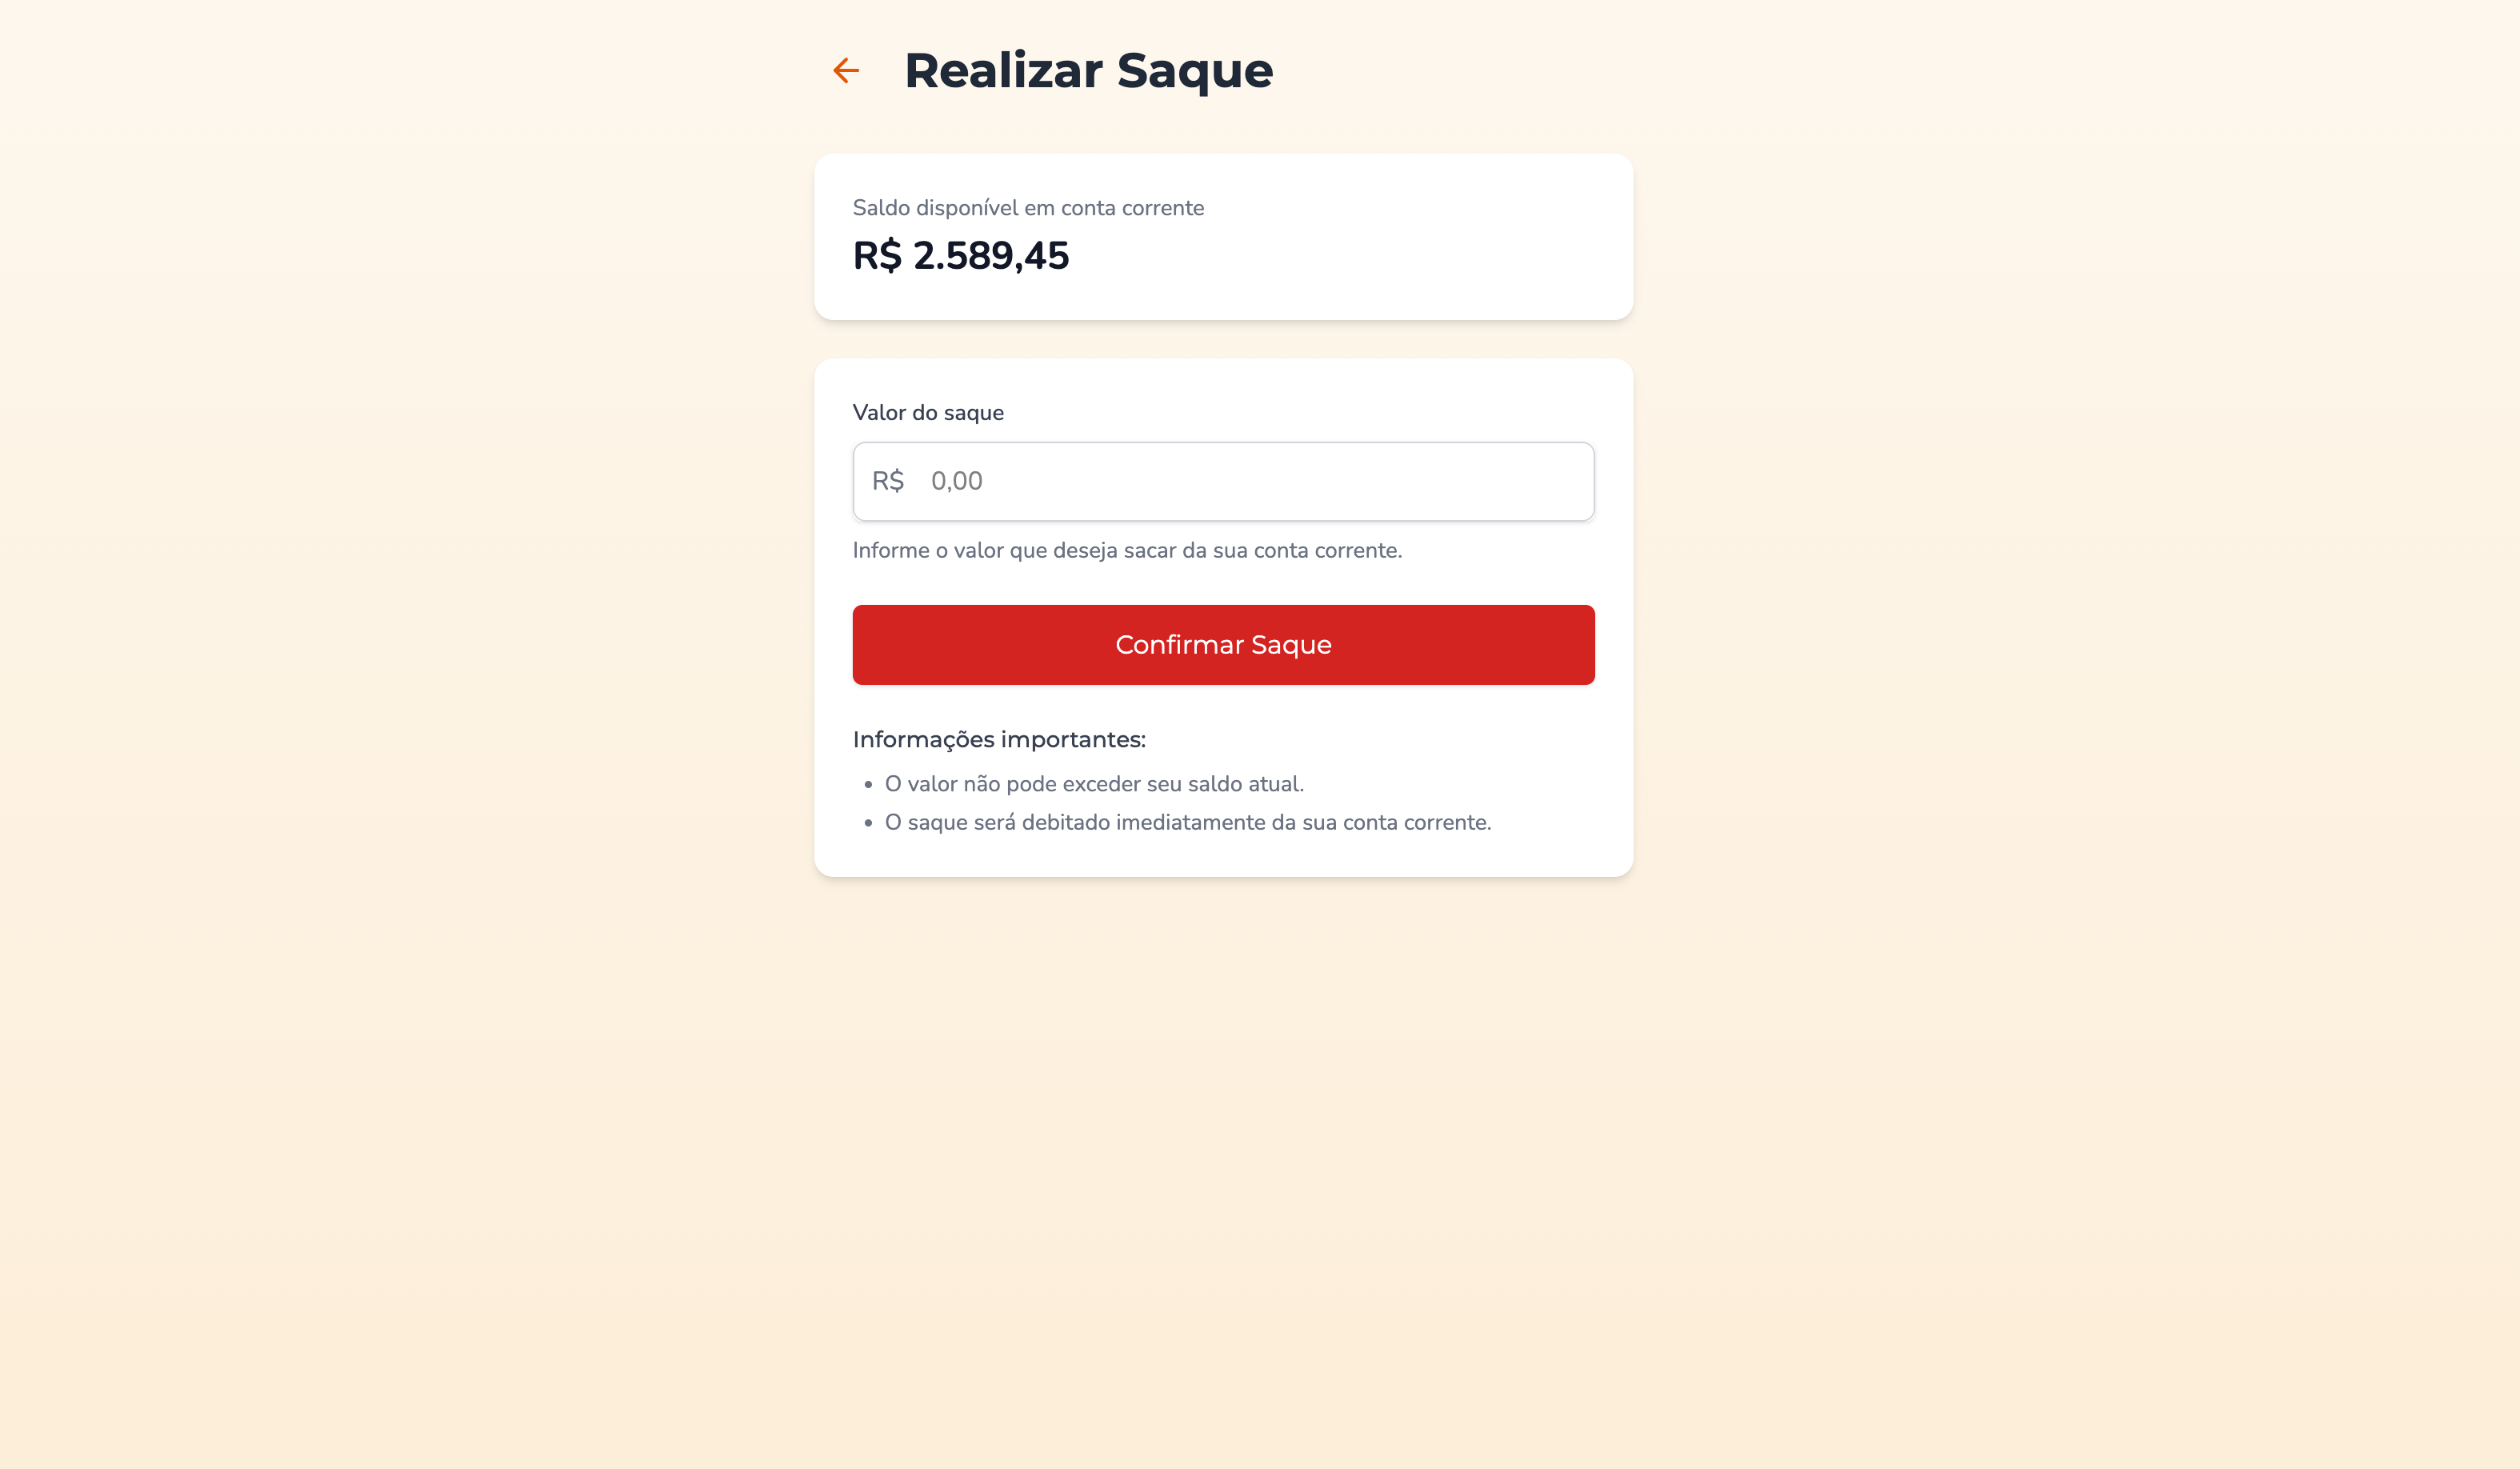 Realizar Saque
Saldo disponível em conta corrente
R$ 2.589,45
Valor do saque
R$ 0,00
Informe o valor que deseja sacar da sua conta corrente.
Confirmar Saque
Informações importantes:
• O valor não pode exceder seu saldo atual.
• O saque será debitado imediatamente da sua conta corrente.